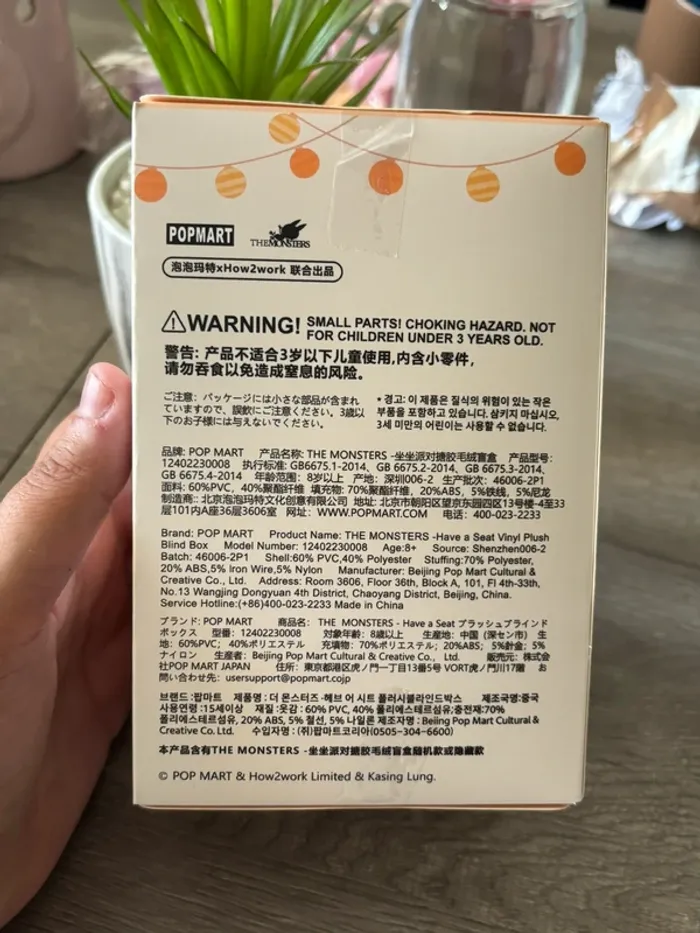 POPMART THEMONSTERS
泡泡玛特xHow2work 联合出品
WARNING! SMALL PARTS! CHOKING HAZARD. NOT
FOR CHILDREN UNDER 3 YEARS OLD.
警告: 产品不适合3岁以下儿童使用,内含小零件,
请勿吞食以免造成窒息的风险。
ご注意: パッケージには小さな部品が含まれ
ていますので、誤飲にご注意ください。3歳以
下のお子様には与えないでください。
*경고: 이 제품은 질식의 위험이 있는 작은
부품을 포함하고 있습니다. 삼키지 마십시오.
3세 미만의 어린이는 사용할 수 없습니다.
品牌: POP MART 产品名称: THE MONSTERS -坐坐派对搪胶毛绒盲盒 产品型号:
12402230008 执行标准: GB6675.1-2014、GB 6675.2-2014、GB 6675.3-2014、
GB 6675.4-2014 年龄范围: 8岁以上 产地: 深圳006-2 生产批次: 46006-2P1
面料: 60%PVC, 40%聚酯纤维 填充物: 70%聚酯纤维, 20%ABS, 5%铁线, 5%尼龙
制造商: 北京泡泡玛特文化创意有限公司 地址: 北京市朝阳区望京东园四区13号楼-4至33
层101内A座36层3606室 网址: WWW.POPMART.COM 电话: 400-023-2233
Brand: POP MART Product Name: THE MONSTERS -Have a Seat Vinyl Plush
Blind Box Model Number: 12402230008 Age:8+ Source: Shenzhen006-2
Batch: 46006-2P1 Shell:60% PVC,40% Polyester Stuffing:70% Polyester,
20% ABS,5% Iron Wire,5% Nylon Manufacturer: Beijing Pop Mart Cultural &
Creative Co., Ltd. Address: Room 3606, Floor 36th, Block A, 101, Fl 4th-33th,
No.13 Wangjing Dongyuan 4th District, Chaoyang District, Beijing, China.
Service Hotline:(+86)400-023-2233 Made in China
ブランド: POP MART 商品名: THE MONSTERS - Have a Seat プラッシュブラインド
ボックス 型番: 12402230008 対象年齢: 8歳以上 生産地: 中国（深セン市） 生
地: 60%PVC; 40%ポリエステル 充填物: 70%ポリエステル; 20%ABS; 5%針金; 5%
ナイロン 生産者: Beijing Pop Mart Cultural & Creative Co., Ltd. 販売元: 株式会
社POP MART JAPAN 住所: 東京都港区虎ノ門一丁目13番5号 VORT虎ノ門川17階 お
問い合わせ先: usersupport@popmart.cojp
브랜드 :팝마트 제품명 : 더 몬스터즈 -헤브 어 시트 플러시블라인드박스 제조국명:중국
사용연령 :15세이상 재질: 겉감 : 60% PVC, 40% 폴리에스테르섬유;충전재:70%
폴리에스테르섬유, 20% ABS, 5% 철선, 5% 나일론 제조자명 : Beijing Pop Mart Cultural &
Creative Co. Ltd. 수입자명 : (주)팝마트코리아(0505-304-6600)
本产品含有THE MONSTERS -坐坐派对搪胶毛绒盲盒随机款或隐藏款
© POP MART & How2work Limited & Kasing Lung.